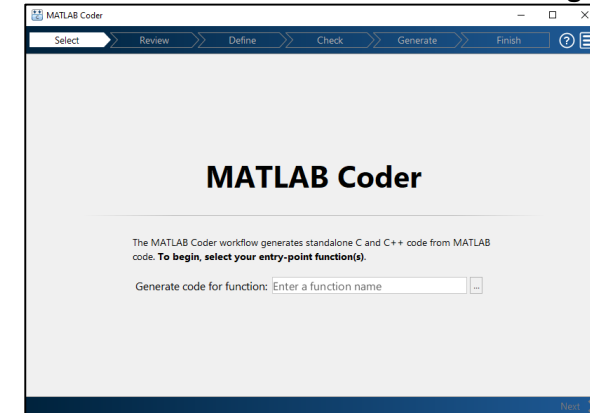 MATLAB Coder
Select Review Define Check Generate Finish
MATLAB Coder
The MATLAB Coder workflow generates standalone C and C++ code from MATLAB
code. To begin, select your entry-point function(s).
Generate code for function: Enter a function name ...
Next